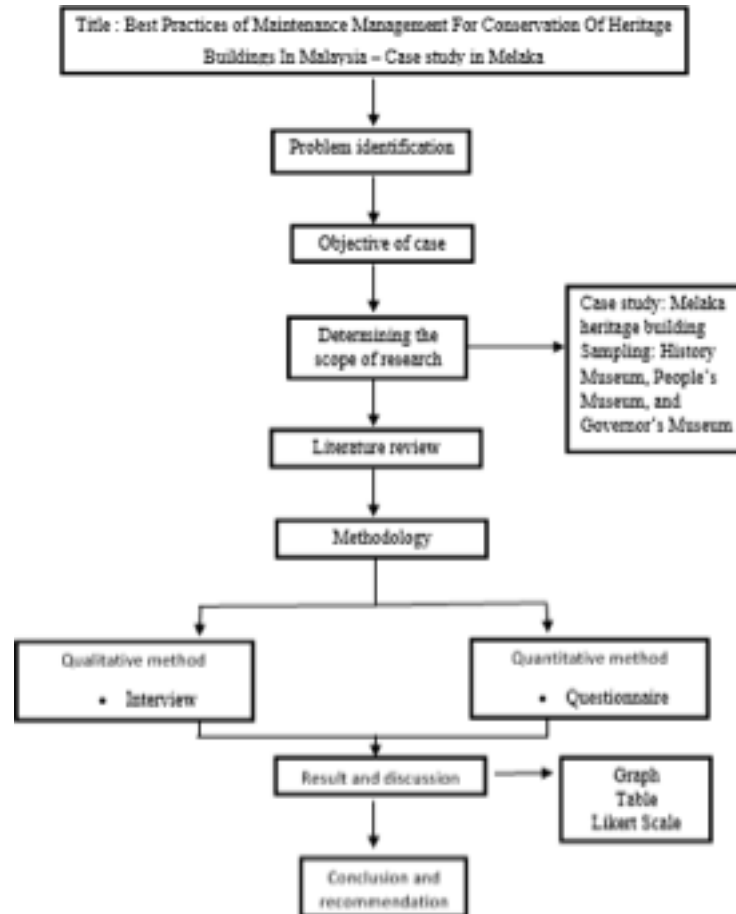 Title : Best Practices of Maintenance Management For Conservation Of Heritage
Buildings In Malaysia – Case study in Melaka
Problem identification
Objective of case
Determining the
scope of research
Case study: Melaka
heritage building
Sampling: History
Museum, People's
Museum, and
Governor's Museum
Literature review
Methodology
Qualitative method
• Interview
Quantitative method
• Questionnaire
Result and discussion
Graph
Table
Likert Scale
Conclusion and
recommendation